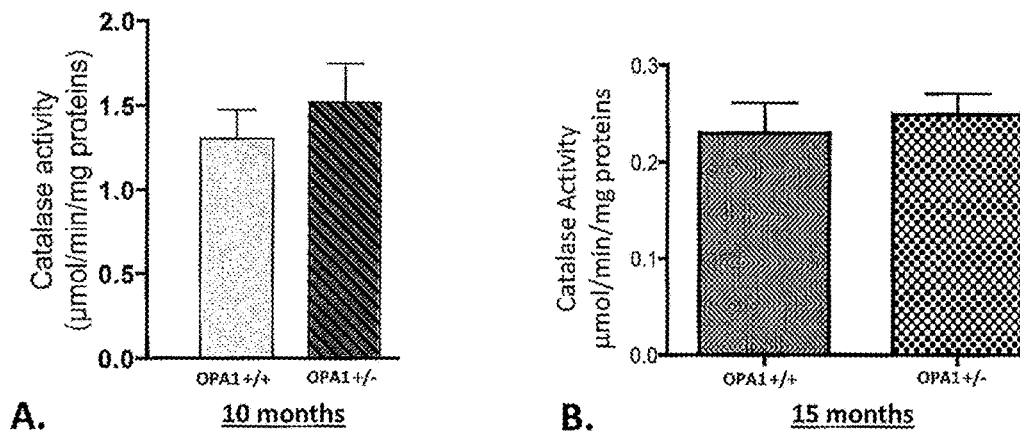 2.0
1.5
1.0
0.5
0.0
Catalase activity
(µmol/min/mg proteins)
OPA1+/+ OPA1+/-
A. 10 months
0.3
0.2
0.1
0.0
Catalase Activity
µmol/min/mg proteins
OPA1+/+ OPA1+/-
B. 15 months